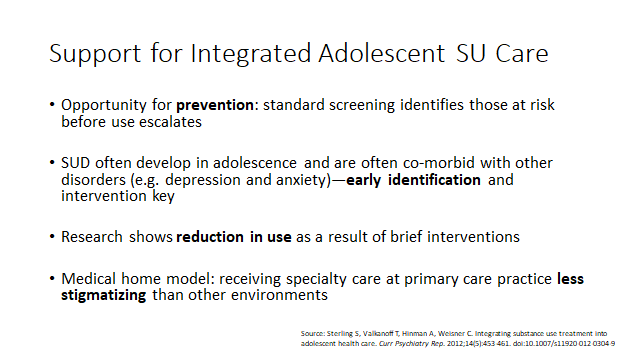 Support for Integrated Adolescent SU Care
• Opportunity for prevention: standard screening identifies those at risk
before use escalates
• SUD often develop in adolescence and are often co-morbid with other
disorders (e.g. depression and anxiety)—early identification and
intervention key
• Research shows reduction in use as a result of brief interventions
• Medical home model: receiving specialty care at primary care practice less
stigmatizing than other environments
Source: Sterling S, Valkanoff T, Hinman A, Weisner C. Integrating substance use treatment into
adolescent health care. Curr Psychiatry Rep. 2012;14(5):453 461. doi:10.1007/s11920 012 0304 9